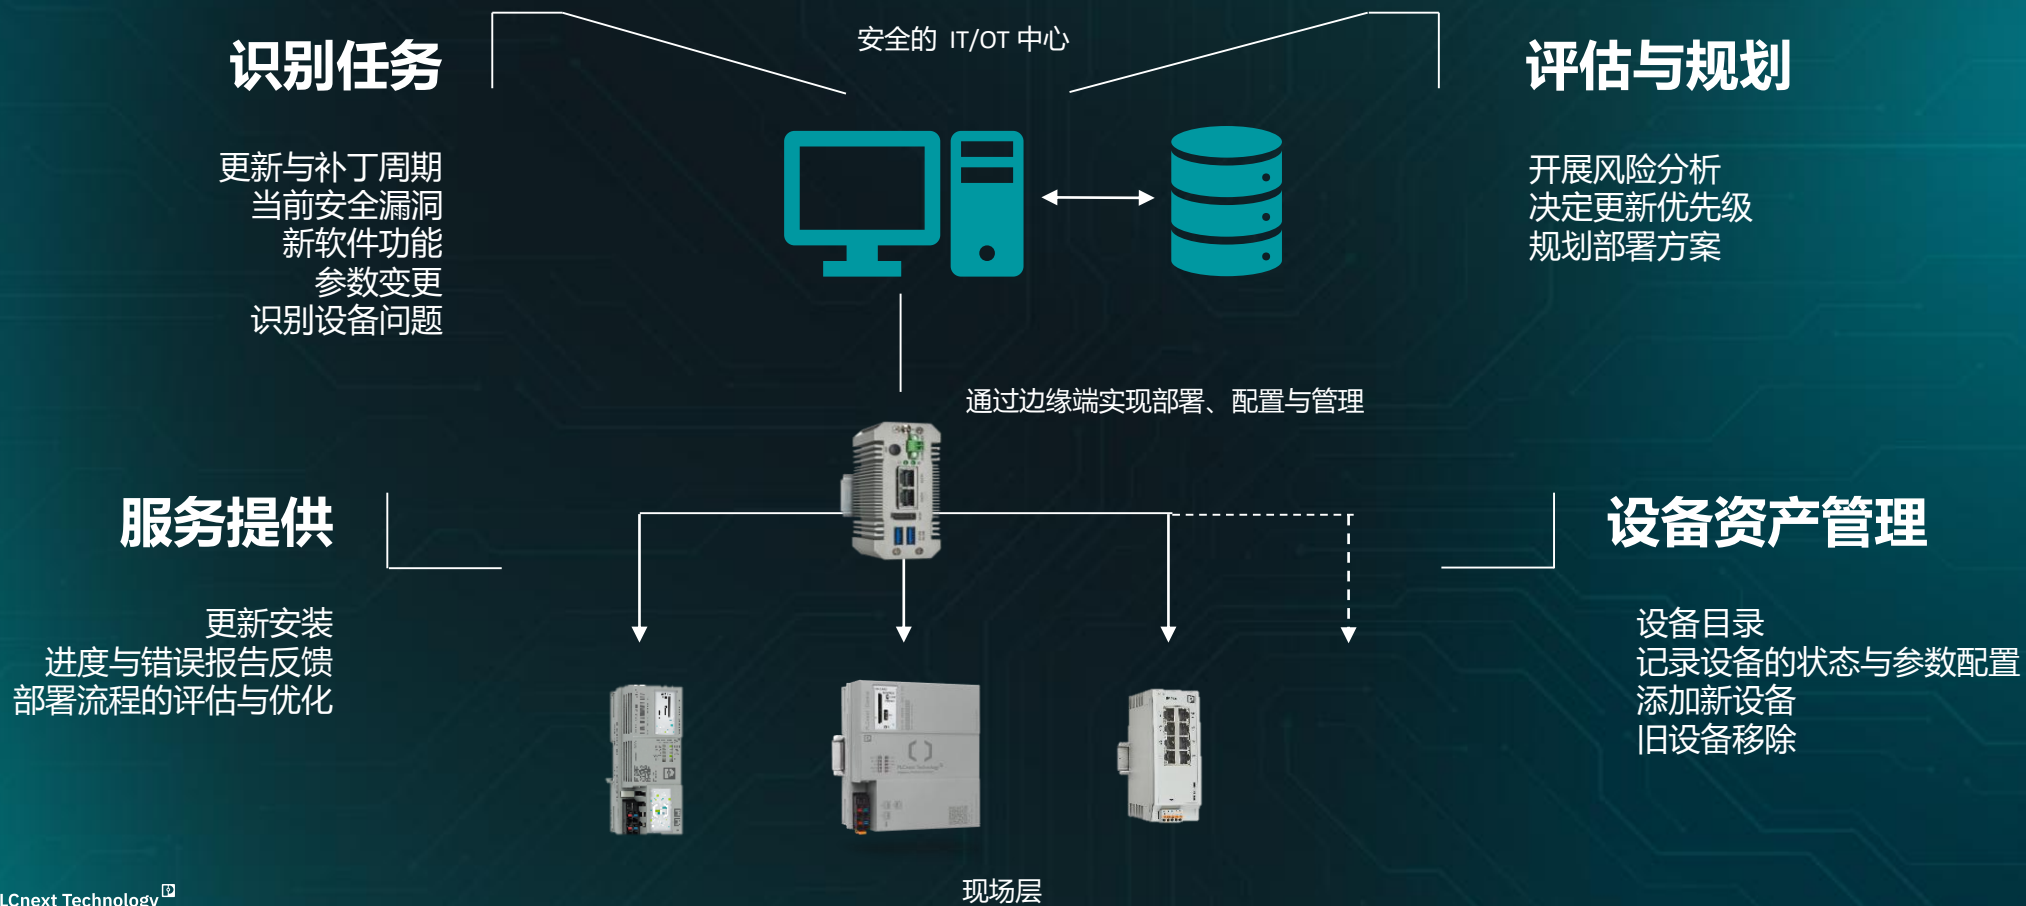 安全的 IT/OT 中心
识别任务
更新与补丁周期
当前安全漏洞
新软件功能
参数变更
识别设备问题
评估与规划
开展风险分析
决定更新优先级
规划部署方案
通过边缘端实现部署、配置与管理
服务提供
更新安装
进度与错误报告反馈
部署流程的评估与优化
设备资产管理
设备目录
记录设备的状态与参数配置
添加新设备
旧设备移除
现场层
LCnext Technology